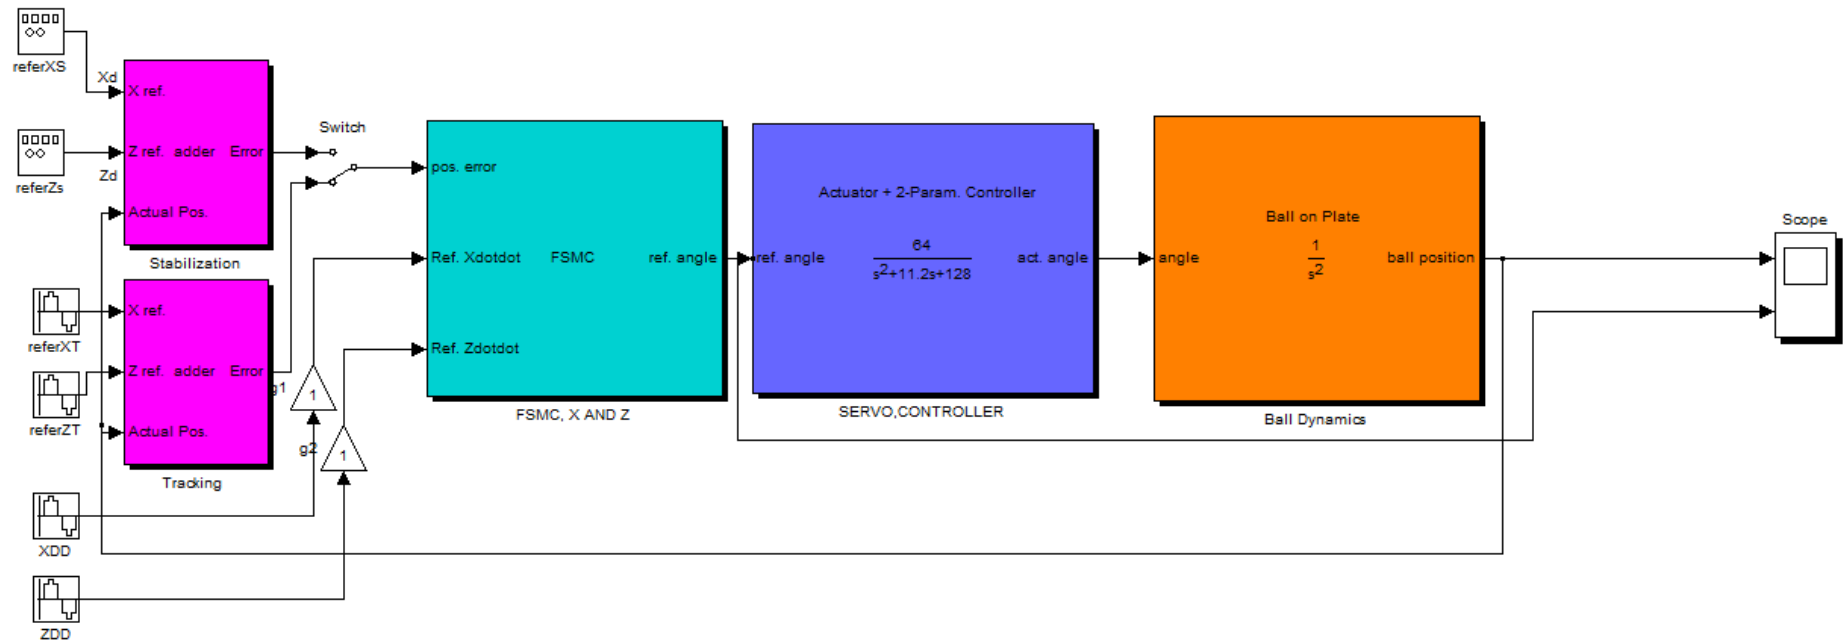 referXS
Xd
X ref.
Z ref. adder Error
Zd
referZs
Actual Pos.
Stabilization
Switch
X ref.
referXT
Z ref. adder Error
referZT
Actual Pos.
Tracking
g1
1
g2
1
XDD
ZDD
pos. error
Ref. Xdotdot FSMC ref. angle
Ref. Zdotdot
FSMC, X AND Z
Actuator + 2-Param. Controller
ref. angle 64 act. angle
s2+11.2s+128
SERVO,CONTROLLER
Ball on Plate
angle 1 ball position
s2
Ball Dynamics
Scope